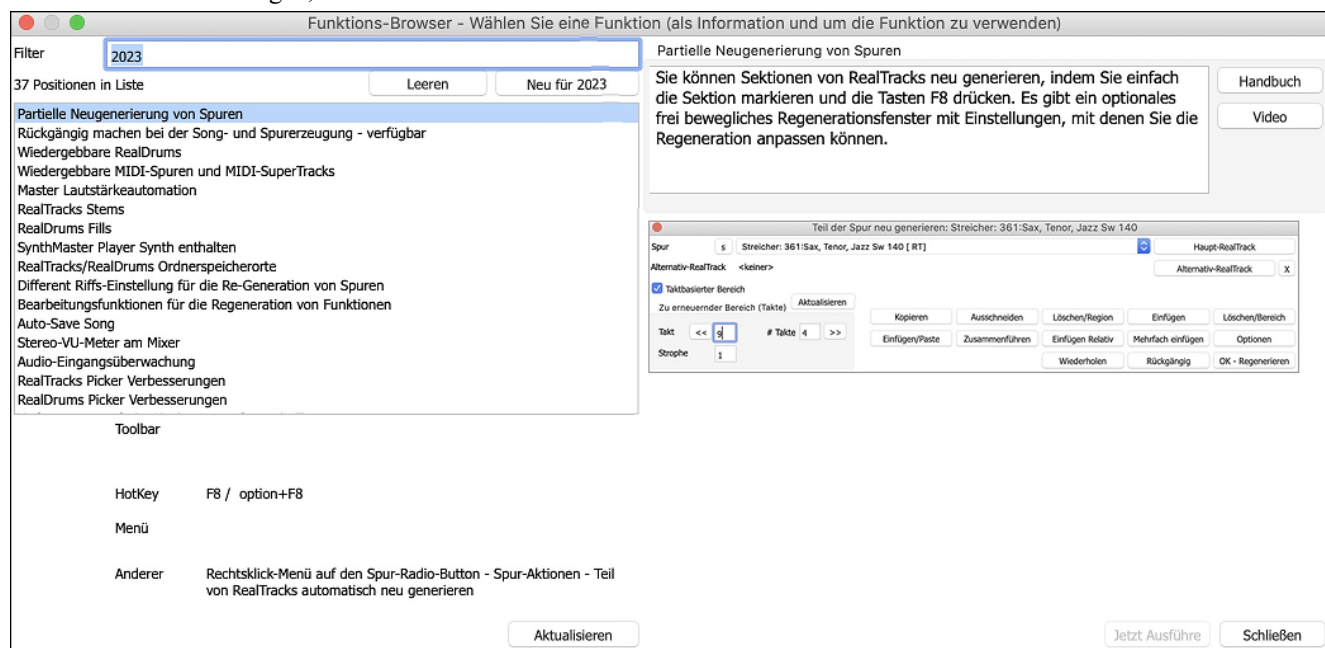 Funktions-Browser - Wählen Sie eine Funktion (als Information und um die Funktion zu verwenden)
Filter
2023
37 Positionen in Liste
Leeren
Neu für 2023
Partielle Neugenerierung von Spuren
Rückgängig machen bei der Song- und Spurerzeugung - verfügbar
Wiedergebbare RealDrums
Wiedergebbare MIDI-Spuren und MIDI-SuperTracks
Master Lautstärkeautomation
RealTracks Stems
RealDrums Fills
SynthMaster Player Synth enthalten
RealTracks/RealDrums Ordnerspeicherorte
Different Riffs-Einstellung für die Re-Generation von Spuren
Bearbeitungsfunktionen für die Regeneration von Funktionen
Auto-Save Song
Stereo-VU-Meter am Mixer
Audio-Eingangsüberwachung
RealTracks Picker Verbesserungen
RealDrums Picker Verbesserungen
Toolbar
HotKey F8 / option+F8
Menü
Anderer Rechtsklick-Menü auf den Spur-Radio-Button - Spur-Aktionen - Teil
von RealTracks automatisch neu generieren
Aktualisieren
Partielle Neugenerierung von Spuren
Sie können Sektionen von RealTracks neu generieren, indem Sie einfach
die Sektion markieren und die Tasten F8 drücken. Es gibt ein optionales
frei bewegliches Regenerationsfenster mit Einstellungen, mit denen Sie die
Regeneration anpassen können.
Handbuch
Video
Teil der Spur neu generieren: Streicher: 361:Sax, Tenor, Jazz Sw 140
Spur s Streicher: 361:Sax, Tenor, Jazz Sw 140 [ RT] Haupt-RealTrack
Alternativ-RealTrack <keiner> Alternativ-RealTrack X
Taktbasierter Bereich
Zu erneuernder Bereich (Takte) Aktualisieren
Takt << 9 # Takte 4 >>
Strophe 1
Kopieren Ausschneiden Löschen/Region Einfügen Löschen/Bereich
Einfügen/Paste Zusammenführen Einfügen Relativ Mehrfach einfügen Optionen
Wiederholen Rückgängig OK - Regenerieren
Jetzt Ausführe
Schließen